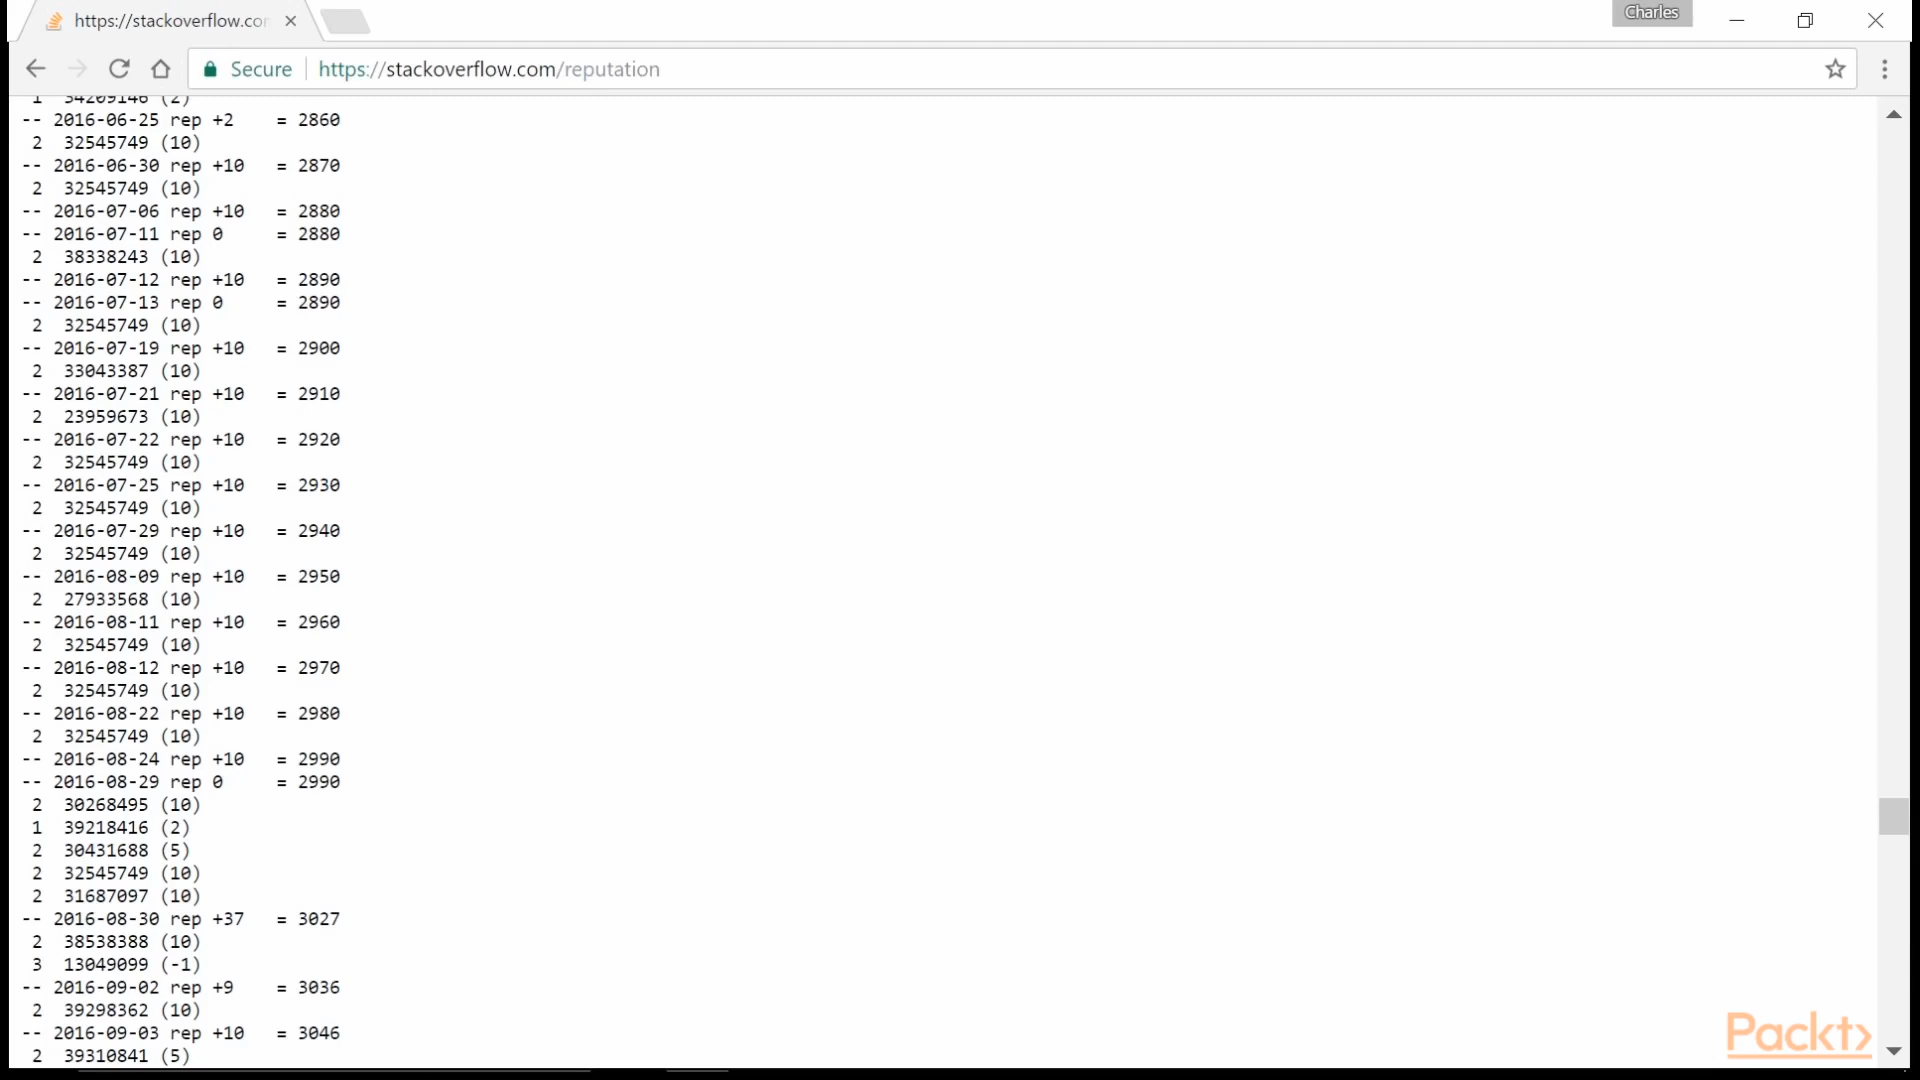 https://stackoverflow.co
Charles
Secure
https://stackoverflow.com/reputation
1 34209146 (2)
-- 2016-06-25 rep +2 = 2860
2 32545749 (10)
-- 2016-06-30 rep +10 = 2870
2 32545749 (10)
-- 2016-07-06 rep +10 = 2880
-- 2016-07-11 rep 0 = 2880
2 38338243 (10)
-- 2016-07-12 rep +10 = 2890
-- 2016-07-13 rep 0 = 2890
2 32545749 (10)
-- 2016-07-19 rep +10 = 2900
2 33043387 (10)
-- 2016-07-21 rep +10 = 2910
2 23959673 (10)
-- 2016-07-22 rep +10 = 2920
2 32545749 (10)
-- 2016-07-25 rep +10 = 2930
2 32545749 (10)
-- 2016-07-29 rep +10 = 2940
2 32545749 (10)
-- 2016-08-09 rep +10 = 2950
2 27933568 (10)
-- 2016-08-11 rep +10 = 2960
2 32545749 (10)
-- 2016-08-12 rep +10 = 2970
2 32545749 (10)
-- 2016-08-22 rep +10 = 2980
2 32545749 (10)
-- 2016-08-24 rep +10 = 2990
-- 2016-08-29 rep 0 = 2990
2 30268495 (10)
1 39218416 (2)
2 30431688 (5)
2 32545749 (10)
2 31687097 (10)
-- 2016-08-30 rep +37 = 3027
2 38538388 (10)
3 13049099 (-1)
-- 2016-09-02 rep +9 = 3036
2 39298362 (10)
-- 2016-09-03 rep +10 = 3046
2 39310841 (5)
Packt>